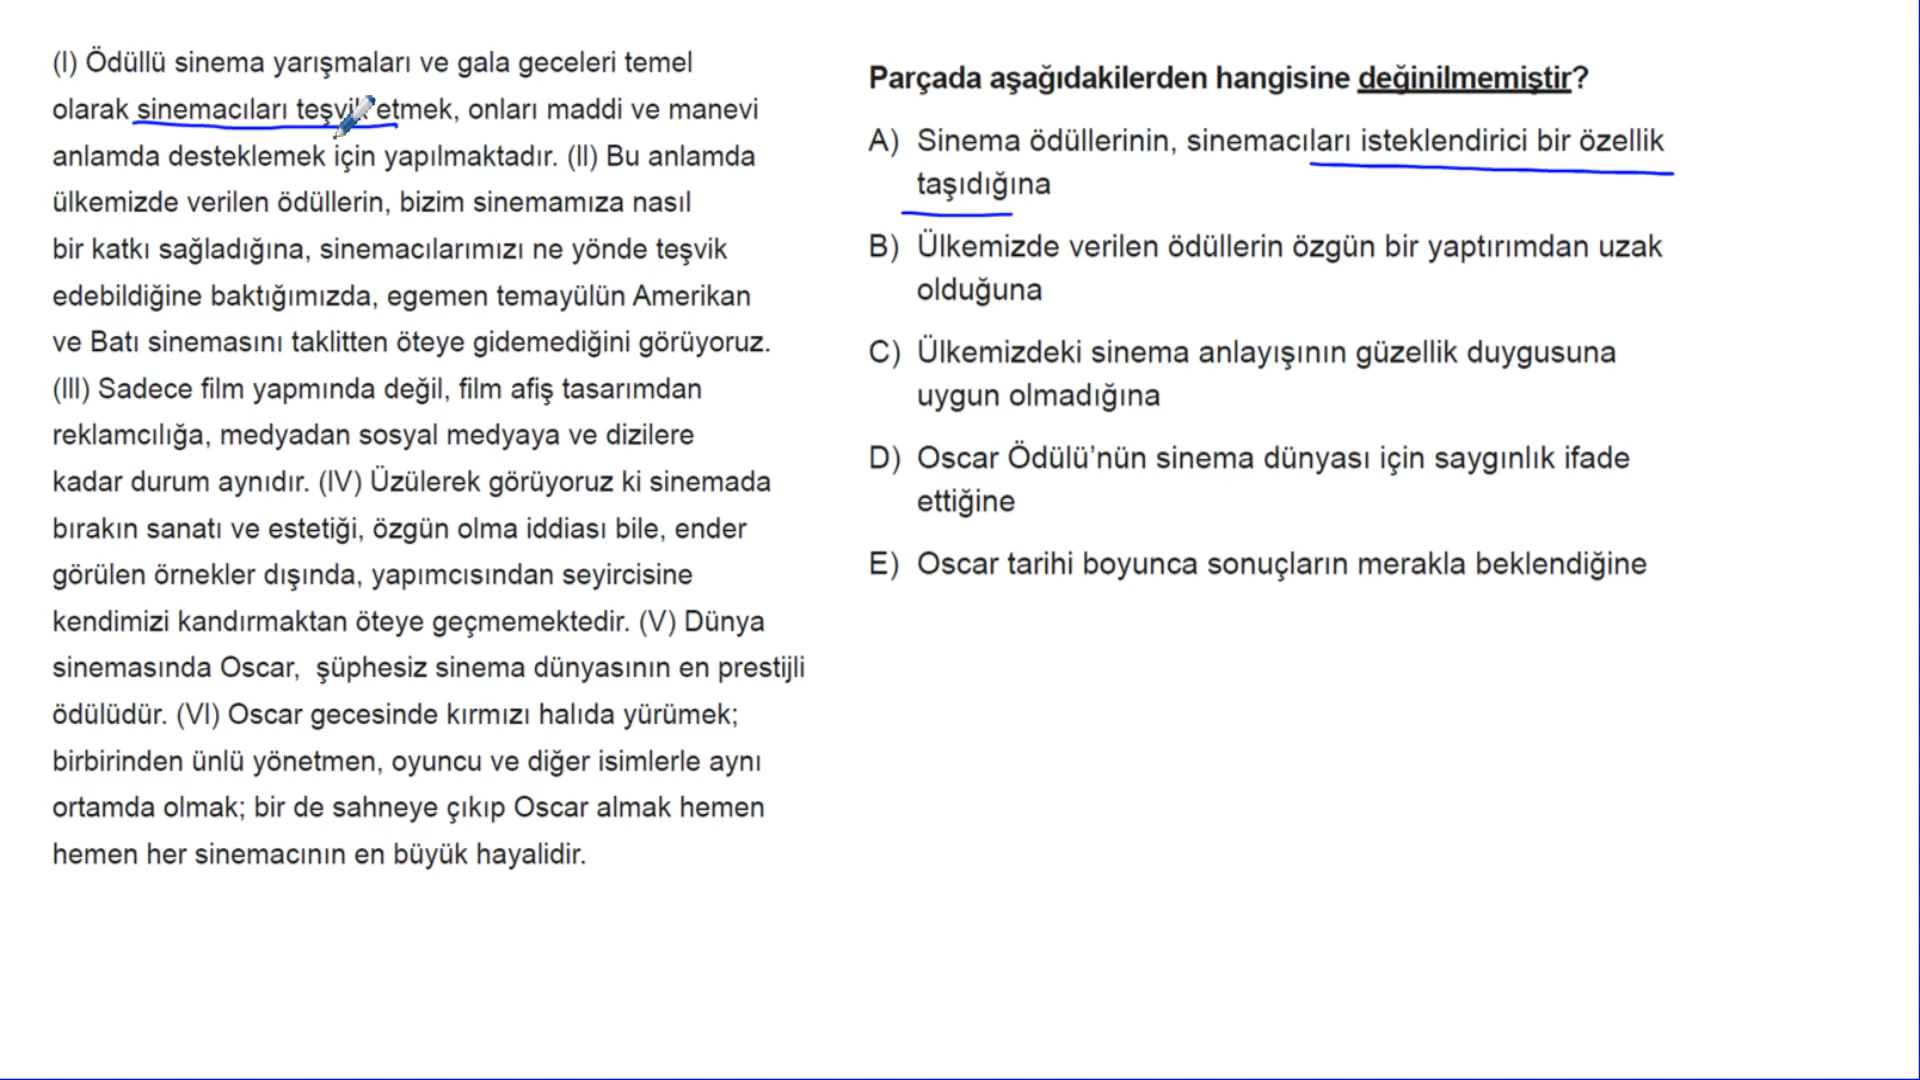 (I) Ödüllü sinema yarışmaları ve gala geceleri temel
olarak sinemacıları teşvik etmek, onları maddi ve manevi
anlamda desteklemek için yapılmaktadır. (II) Bu anlamda
ülkemizde verilen ödüllerin, bizim sinemamıza nasıl
bir katkı sağladığına, sinemacılarımızı ne yönde teşvik
edebildiğine baktığımızda, egemen temayülün Amerikan
ve Batı sinemasını taklitten öteye gidemediğini görüyoruz.
(III) Sadece film yapmında değil, film afiş tasarımdan
reklamcılığa, medyadan sosyal medyaya ve dizilere
kadar durum aynıdır. (IV) Üzülerek görüyoruz ki sinemada
bırakın sanatı ve estetiği, özgün olma iddiası bile, ender
görülen örnekler dışında, yapımcısından seyircisine
kendimizi kandırmaktan öteye geçmemektedir. (V) Dünya
sinemasında Oscar, şüphesiz sinema dünyasının en prestijli
ödülüdür. (VI) Oscar gecesinde kırmızı halıda yürümek;
birbirinden ünlü yönetmen, oyuncu ve diğer isimlerle aynı
ortamda olmak; bir de sahneye çıkıp Oscar almak hemen
hemen her sinemacının en büyük hayalidir.
Parçada aşağıdakilerden hangisine değinilmemiştir?
A) Sinema ödüllerinin, sinemacıları isteklendirici bir özellik
taşıdığına
B) Ülkemizde verilen ödüllerin özgün bir yaptırımdan uzak
olduğuna
C) Ülkemizdeki sinema anlayışının güzellik duygusuna
uygun olmadığına
D) Oscar Ödülü’nün sinema dünyası için saygınlık ifade
ettiğine
E) Oscar tarihi boyunca sonuçların merakla beklendiğine